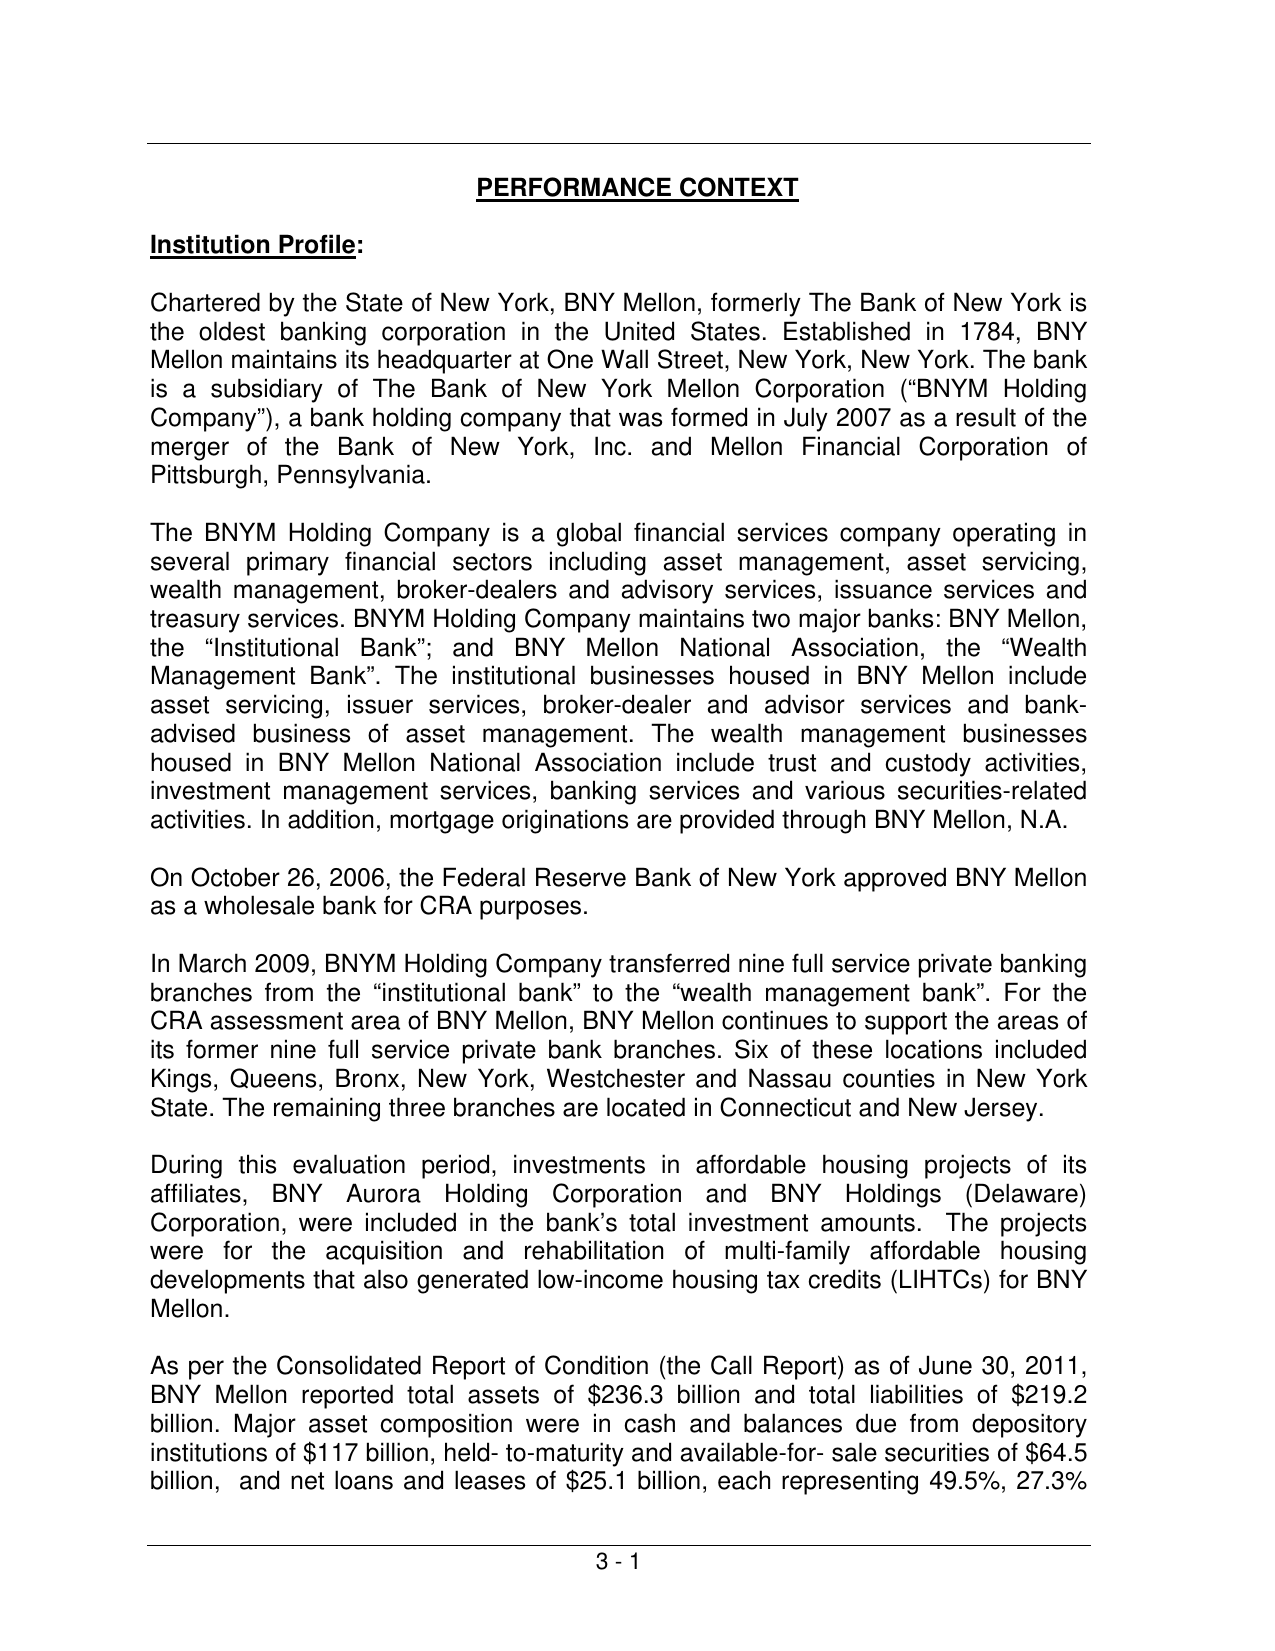 PERFORMANCE CONTEXT
Institution Profile:
Chartered by the State of New York, BNY Mellon, formerly The Bank of New York is
the oldest banking corporation in the United States. Established in 1784, BNY
Mellon maintains its headquarter at One Wall Street, New York, New York. The bank
is a subsidiary of The Bank of New York Mellon Corporation (“BNYM Holding
Company”), a bank holding company that was formed in July 2007 as a result of the
merger of the Bank of New York, Inc. and Mellon Financial Corporation of
Pittsburgh, Pennsylvania.
The BNYM Holding Company is a global financial services company operating in
several primary financial sectors including asset management, asset servicing,
wealth management, broker-dealers and advisory services, issuance services and
treasury services. BNYM Holding Company maintains two major banks: BNY Mellon,
the “Institutional Bank”; and BNY Mellon National Association, the “Wealth
Management Bank”. The institutional businesses housed in BNY Mellon include
asset servicing, issuer services, broker-dealer and advisor services and bank-
advised business of asset management. The wealth management businesses
housed in BNY Mellon National Association include trust and custody activities,
investment management services, banking services and various securities-related
activities. In addition, mortgage originations are provided through BNY Mellon, N.A.
On October 26, 2006, the Federal Reserve Bank of New York approved BNY Mellon
as a wholesale bank for CRA purposes.
In March 2009, BNYM Holding Company transferred nine full service private banking
branches from the “institutional bank” to the “wealth management bank”. For the
CRA assessment area of BNY Mellon, BNY Mellon continues to support the areas of
its former nine full service private bank branches. Six of these locations included
Kings, Queens, Bronx, New York, Westchester and Nassau counties in New York
State. The remaining three branches are located in Connecticut and New Jersey.
During this evaluation period, investments in affordable housing projects of its
affiliates, BNY Aurora Holding Corporation and BNY Holdings (Delaware)
Corporation, were included in the bank’s total investment amounts. The projects
were for the acquisition and rehabilitation of multi-family affordable housing
developments that also generated low-income housing tax credits (LIHTCs) for BNY
Mellon.
As per the Consolidated Report of Condition (the Call Report) as of June 30, 2011,
BNY Mellon reported total assets of $236.3 billion and total liabilities of $219.2
billion. Major asset composition were in cash and balances due from depository
institutions of $117 billion, held- to-maturity and available-for- sale securities of $64.5
billion, and net loans and leases of $25.1 billion, each representing 49.5%, 27.3%
3 - 1